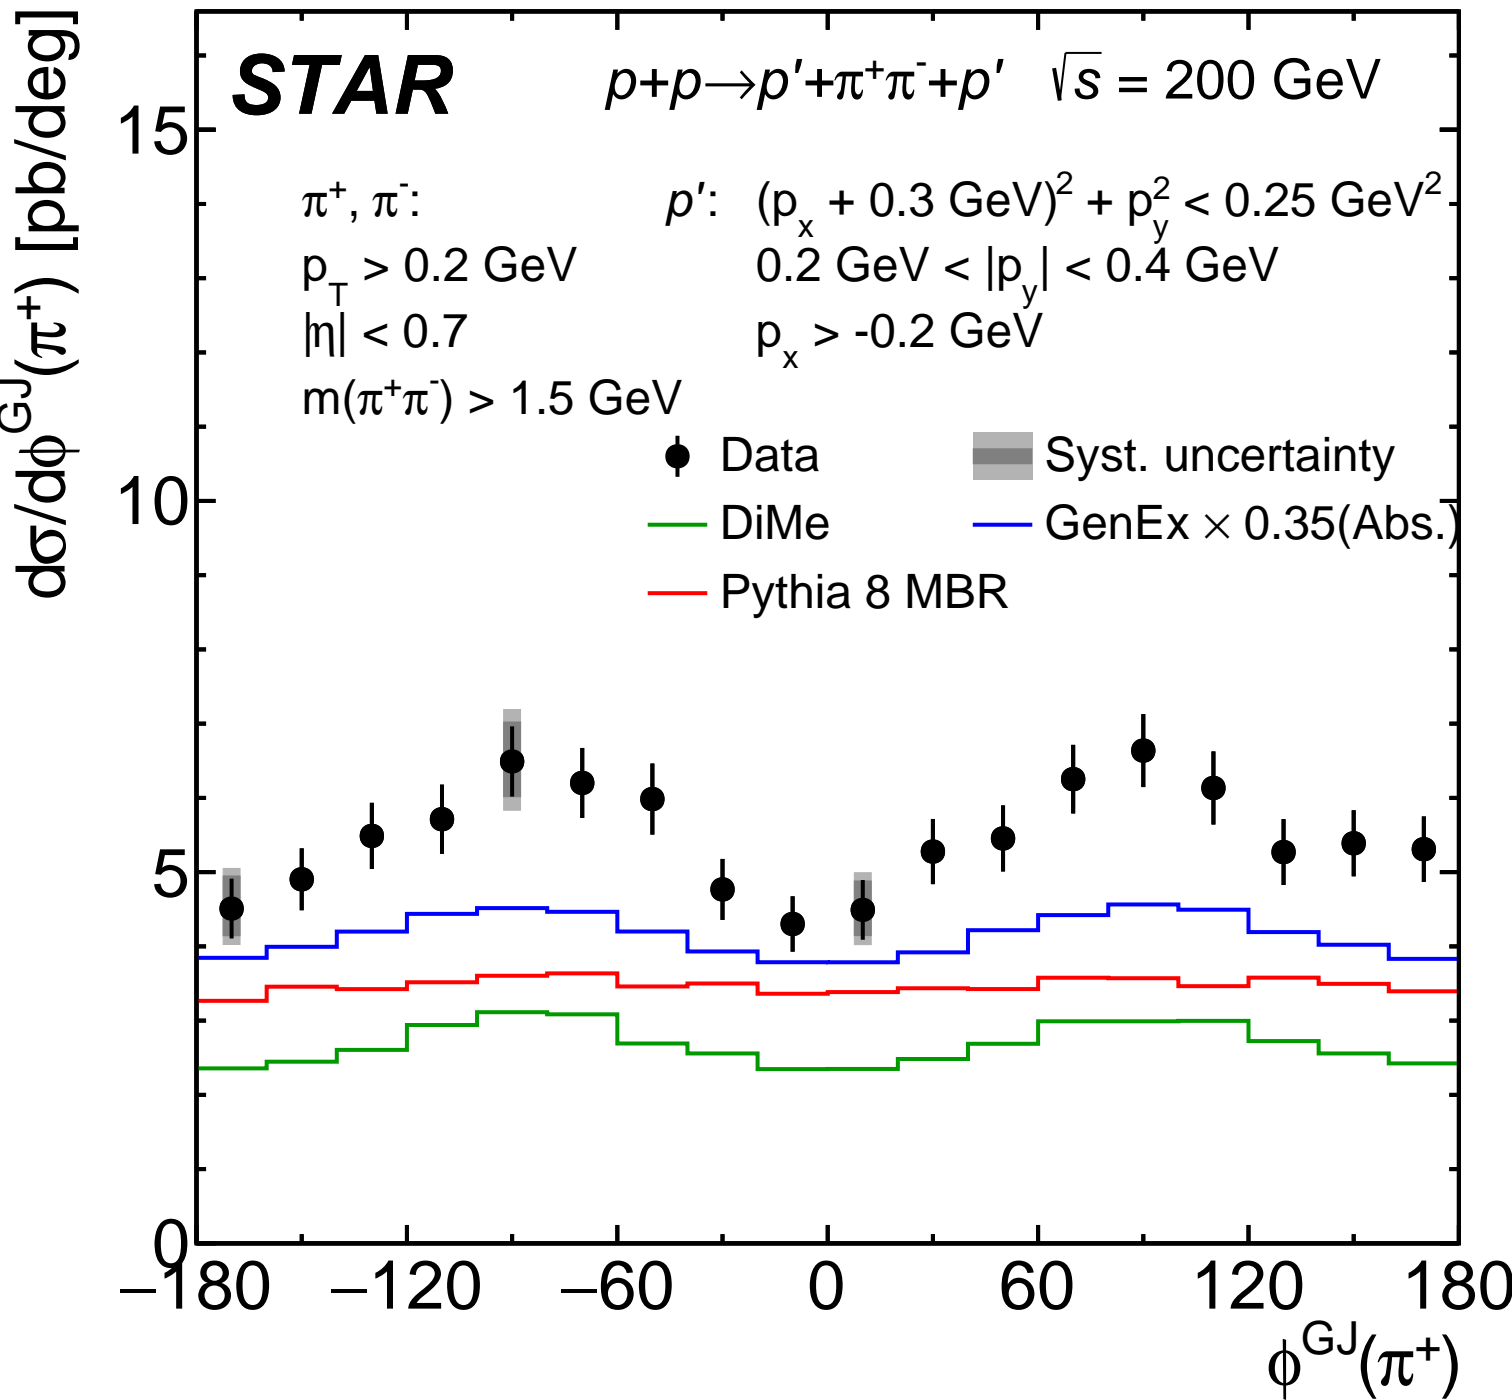 STAR p+p→p′+π⁺π⁻+p′ √s = 200 GeV
π⁺, π⁻: p′: (pₓ + 0.3 GeV)² + p_y² < 0.25 GeV²
p_T > 0.2 GeV 0.2 GeV < |p_y| < 0.4 GeV
|η| < 0.7 pₓ > -0.2 GeV
m(π⁺π⁻) > 1.5 GeV
Data Syst. uncertainty
DiMe GenEx × 0.35(Abs.)
Pythia 8 MBR
dσ/dϕ^GJ(π⁺) [pb/deg]
15
10
5
0
−180 −120 −60 0 60 120 180
ϕ^GJ(π⁺)